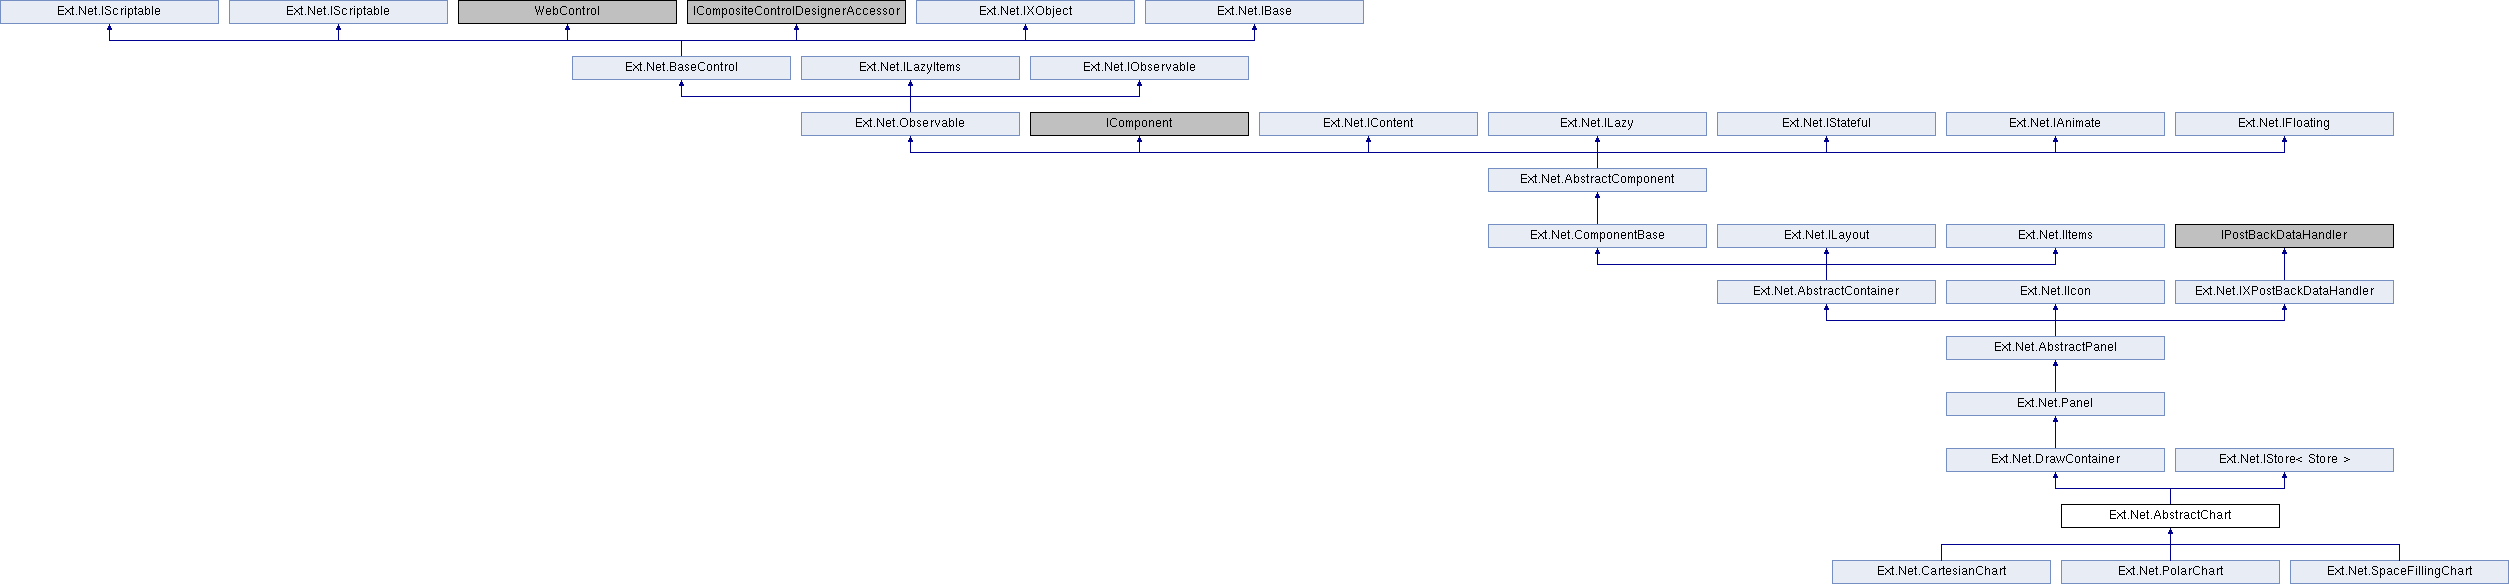 Ext.Net.IScriptable
Ext.Net.IScriptable
WebControl
ICompositeControlDesignerAccessor
Ext.Net.IXObject
Ext.Net.IBase
Ext.Net.BaseControl
Ext.Net.ILazyItems
Ext.Net.IObservable
Ext.Net.Observable
IComponent
Ext.Net.IContent
Ext.Net.ILazy
Ext.Net.IStateful
Ext.Net.IAnimate
Ext.Net.IFloating
Ext.Net.AbstractComponent
Ext.Net.ComponentBase
Ext.Net.ILayout
Ext.Net.IItems
IPostBackDataHandler
Ext.Net.AbstractContainer
Ext.Net.IIcon
Ext.Net.IXPostBackDataHandler
Ext.Net.AbstractPanel
Ext.Net.Panel
Ext.Net.DrawContainer
Ext.Net.IStore< Store >
Ext.Net.AbstractChart
Ext.Net.CartesianChart
Ext.Net.PolarChart
Ext.Net.SpaceFillingChart